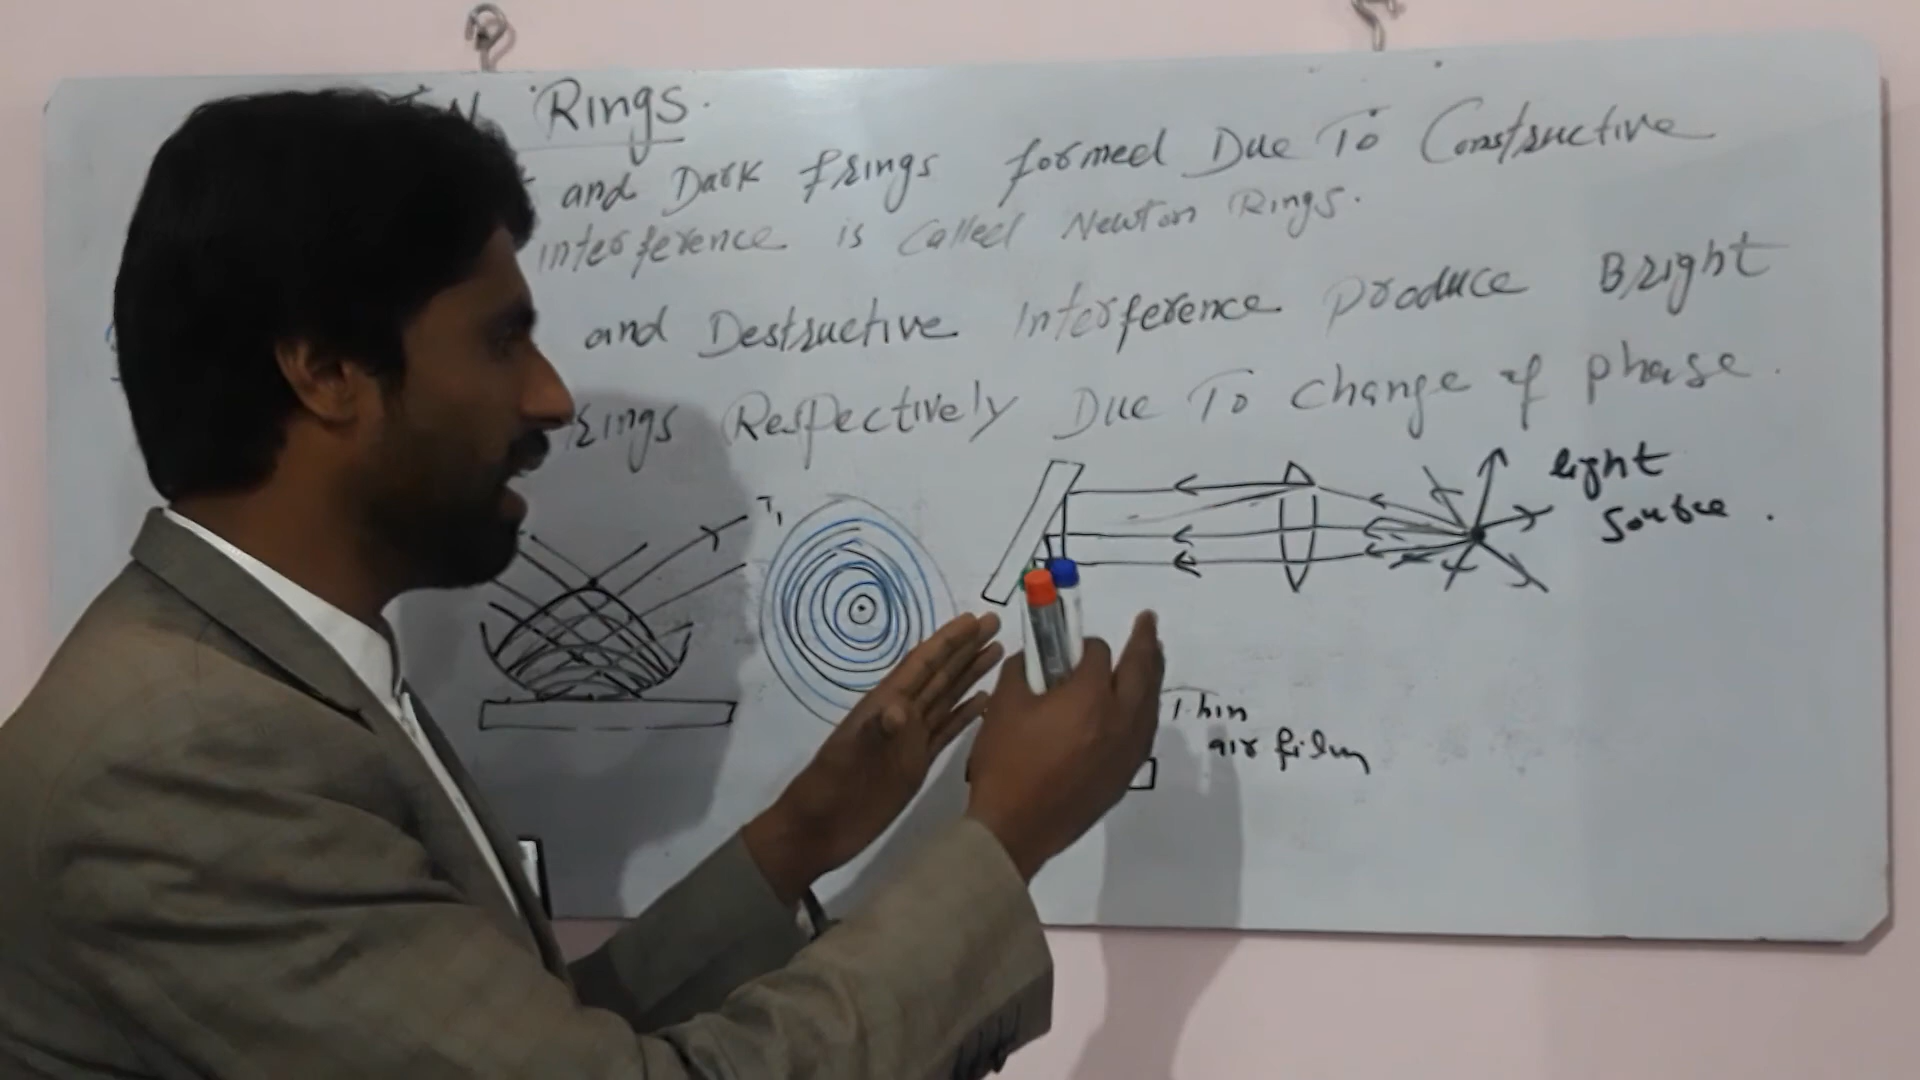 Rings.
and Dark frings formed Due To Constructive
interference is Called Newton Rings.
and Destructive Interference produce Bright
Respectively Due To change of phase.
light
Source.
T1
Thin
air film